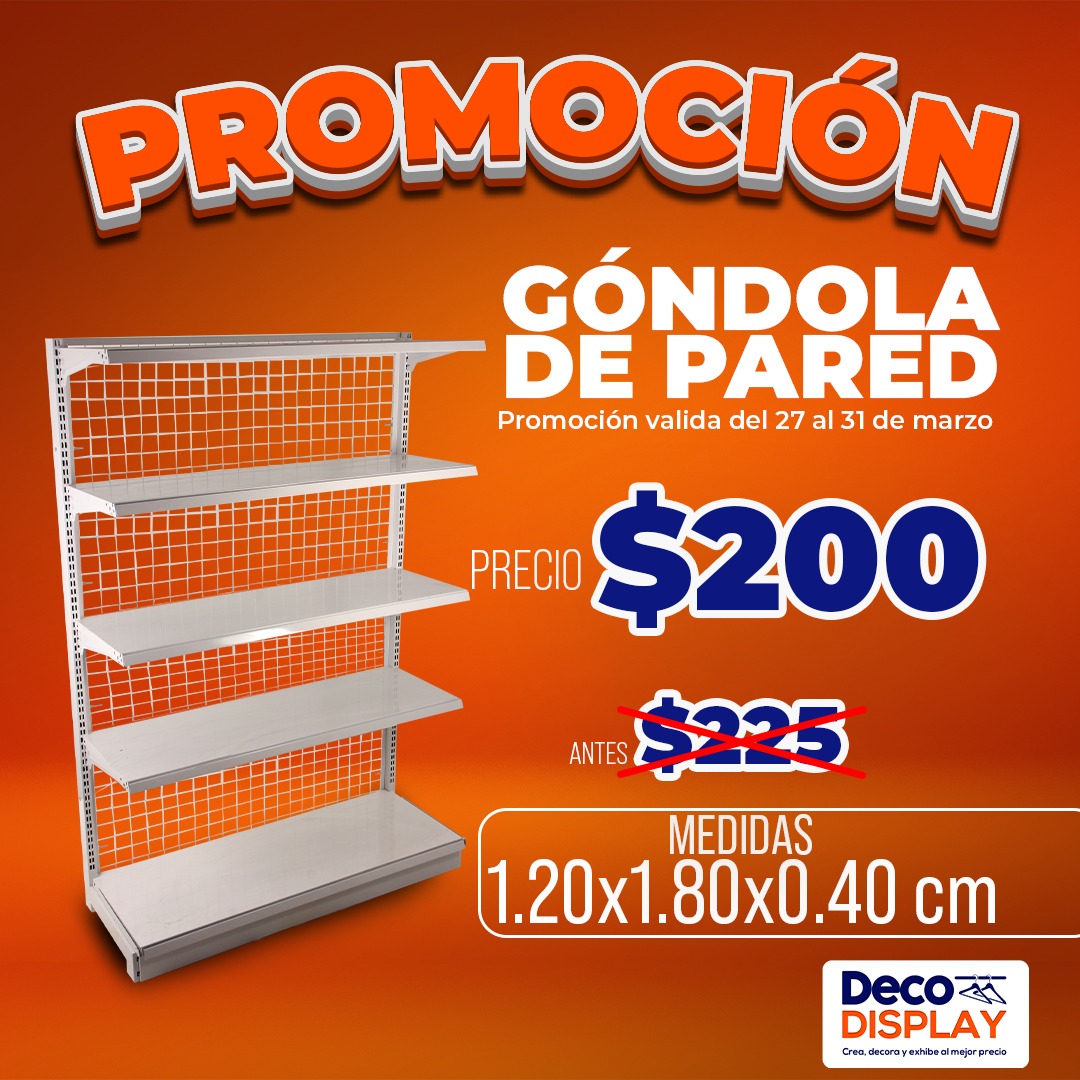 PROMOCIÓN
GÓNDOLA
DE PARED
Promoción valida del 27 al 31 de marzo
PRECIO $200
ANTES $225
MEDIDAS
1.20x1.80x0.40 cm
Deco
DISPLAY
Crea, decora y exhibe al mejor precio